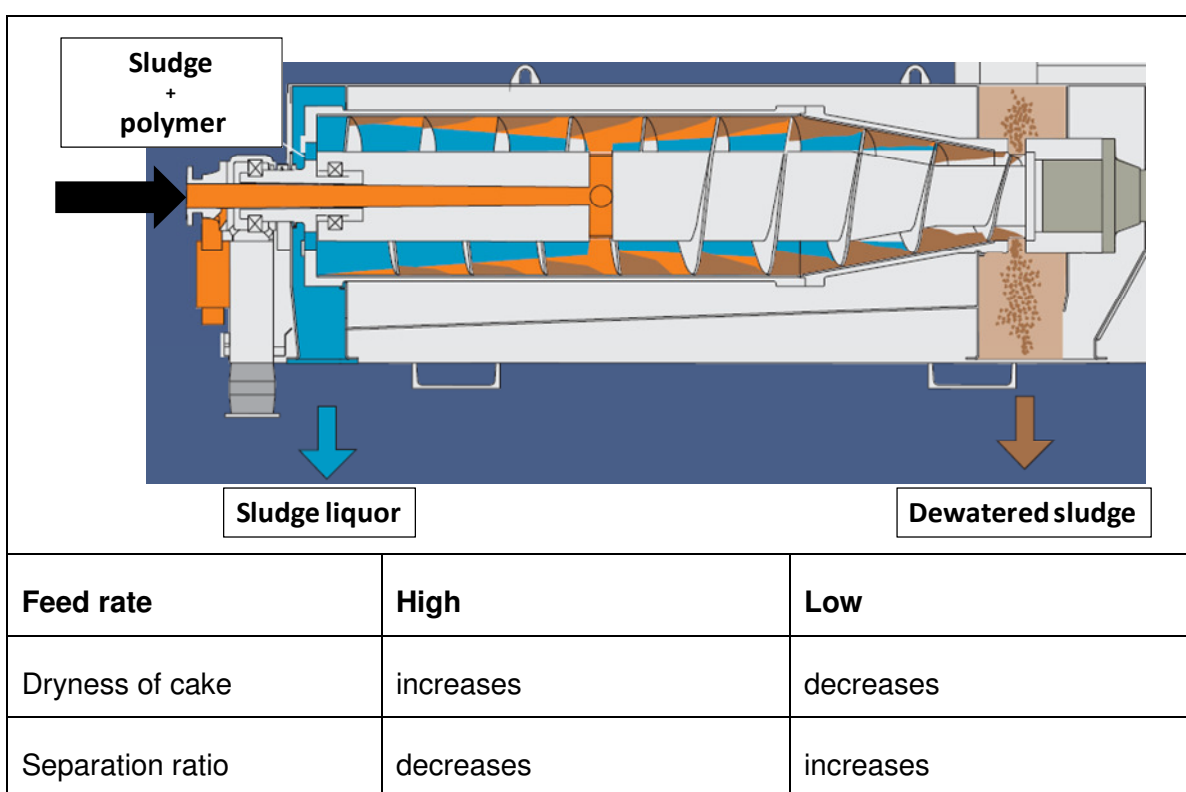 Sludge
+
polymer
Sludge liquor
Dewatered sludge
Feed rate High Low
Dryness of cake increases decreases
Separation ratio decreases increases